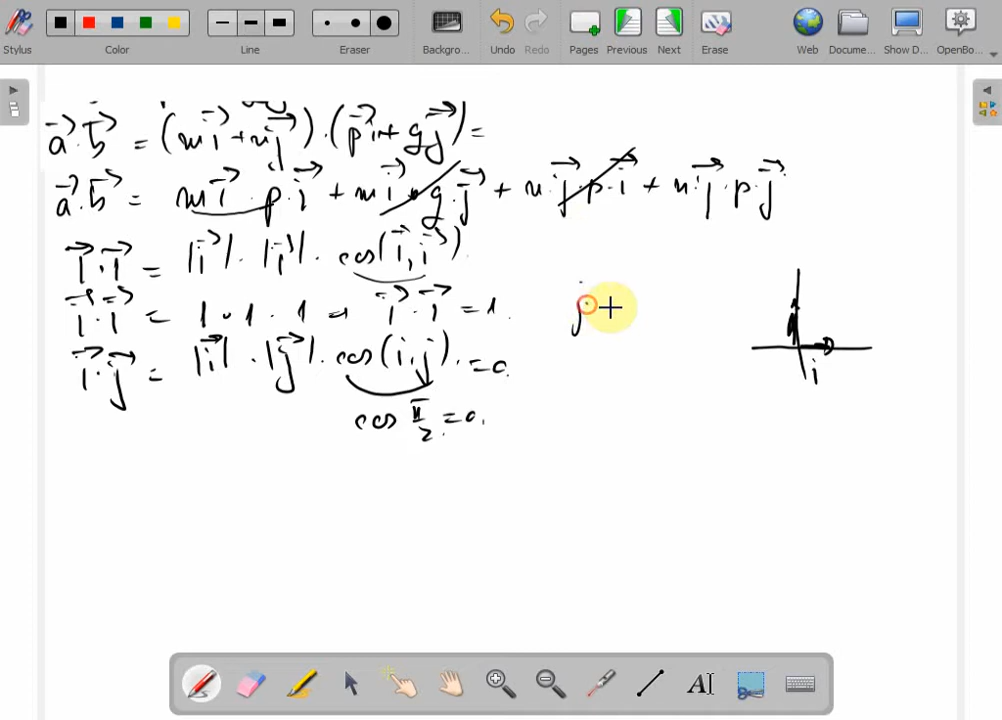 Stylus Color Line Eraser Backgro... Undo Redo Pages Previous Next Erase Web Docume... Show D... OpenBo...
a⃗·b⃗ = (m i⃗ + n j⃗)·(p i⃗ + g j⃗) =
a⃗·b⃗ = m i⃗ · p·i⃗ + m i⃗ · g·j⃗ + n·j⃗·p·i⃗ + n·j⃗·p·j⃗
i⃗·i⃗ = |i⃗|·|i⃗|· cos(i⃗, i⃗).
i⃗·i⃗ = 1·1·1 ⇒ i⃗·i⃗ = 1.
j
i⃗·j⃗ = |i⃗|·|j⃗|· cos(i, j). = 0.
i
cos π/2 = 0.